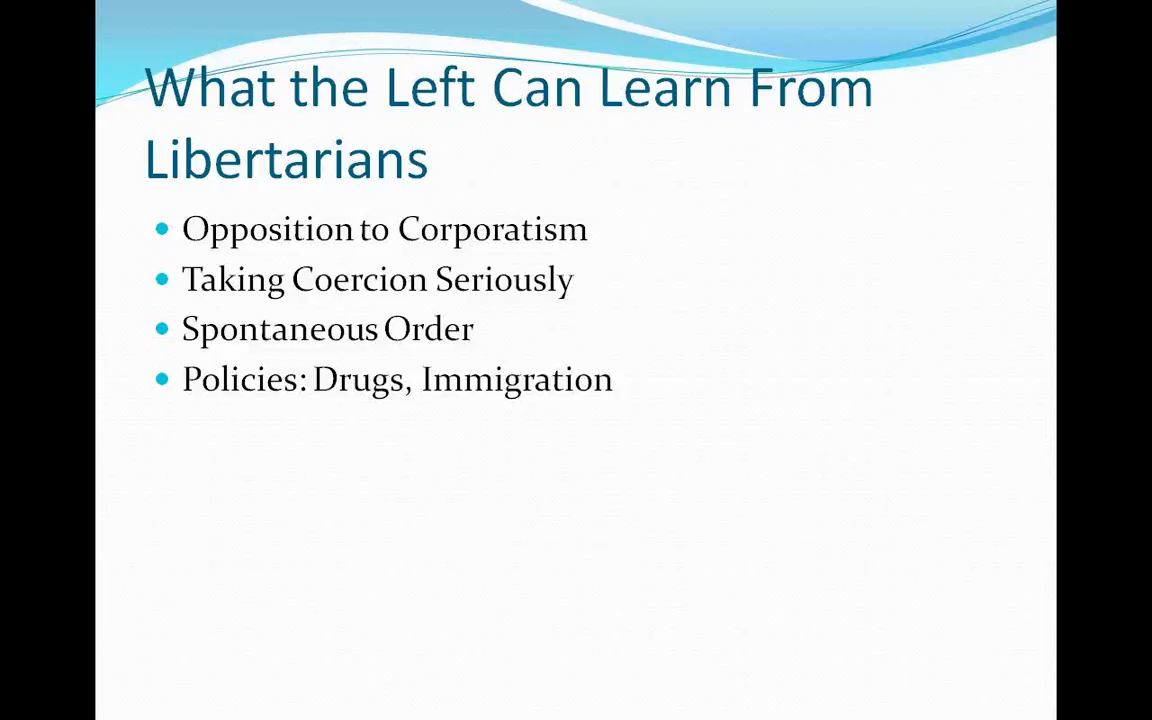 What the Left Can Learn From
Libertarians
• Opposition to Corporatism
• Taking Coercion Seriously
• Spontaneous Order
• Policies: Drugs, Immigration